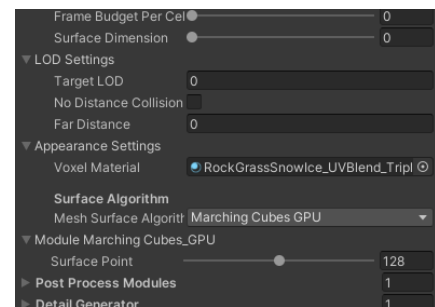 Frame Budget Per Cel 0
Surface Dimension 0
LOD Settings
Target LOD 0
No Distance Collision
Far Distance 0
Appearance Settings
Voxel Material RockGrassSnowIce_UVBlend_Tripl
Surface Algorithm
Mesh Surface Algorith Marching Cubes GPU
Module Marching Cubes_GPU
Surface Point 128
Post Process Modules 1
Detail Generator 1